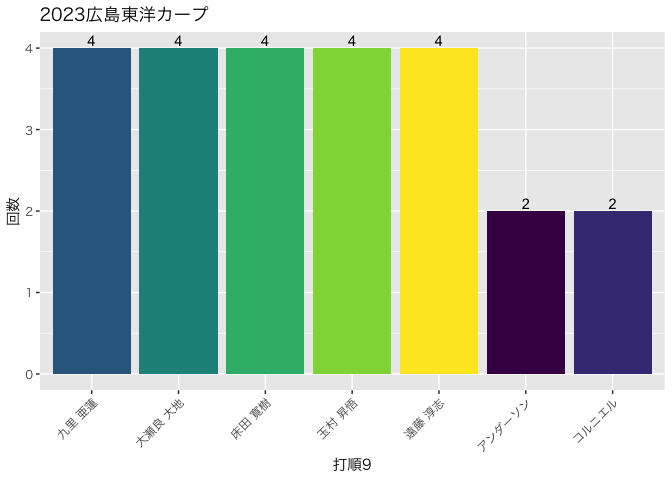 2023広島東洋カープ
回数
4
3
2
1
0
4
4
4
4
4
2
2
九里 亜蓮
大瀬良 大地
床田 寛樹
玉村 昇悟
遠藤 淳志
アンダーソン
コルニエル
打順9